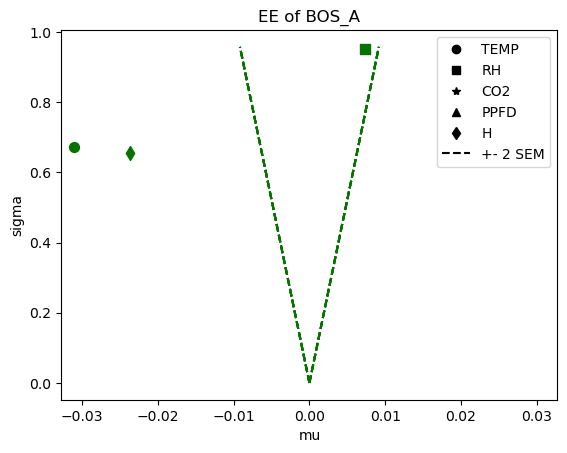 EE of BOS_A
1.0
0.8
0.6
0.4
0.2
0.0
sigma
TEMP
RH
CO2
PPFD
H
+- 2 SEM
−0.03
−0.02
−0.01
0.00
0.01
0.02
0.03
mu